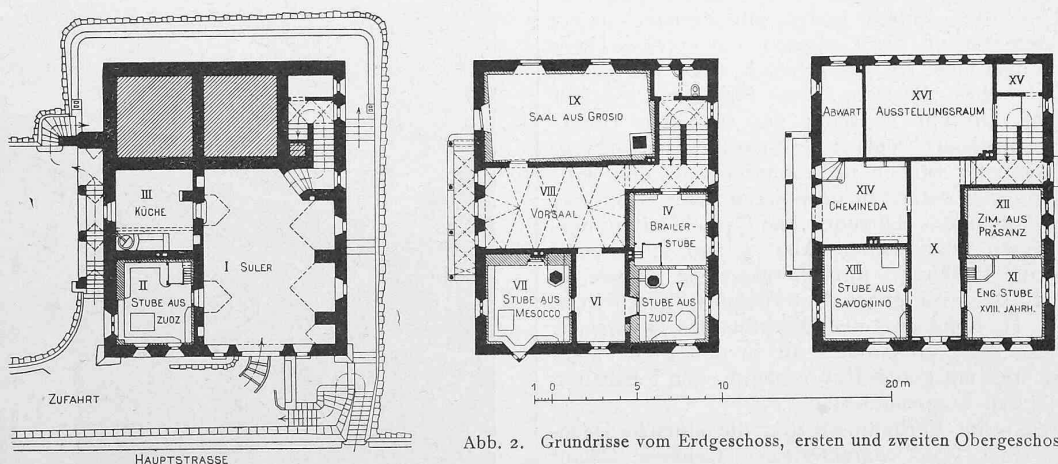 III
KÜCHE
I SULER
II
STUBE AUS
ZUOZ
ZUFAHRT
HAUPTSTRASSE
IX
SAAL AUS GROSIO
VIII
VORSAAL
IV
BRAILER-
STUBE
VII
STUBE AUS
MESOCCO
VI
V
STUBE AUS
ZUOZ
ABWART
XVI
AUSSTELLUNGSRAUM
XV
XIV
CHEMINEDA
X
XII
ZIM. AUS
PRÄSANZ
XIII
STUBE AUS
SAVOGNINO
XI
ENG. STUBE
XVIII. JAHRH.
1 0 5 10 20 m
Abb. 2. Grundrisse vom Erdgeschoss, ersten und zweiten Obergeschos